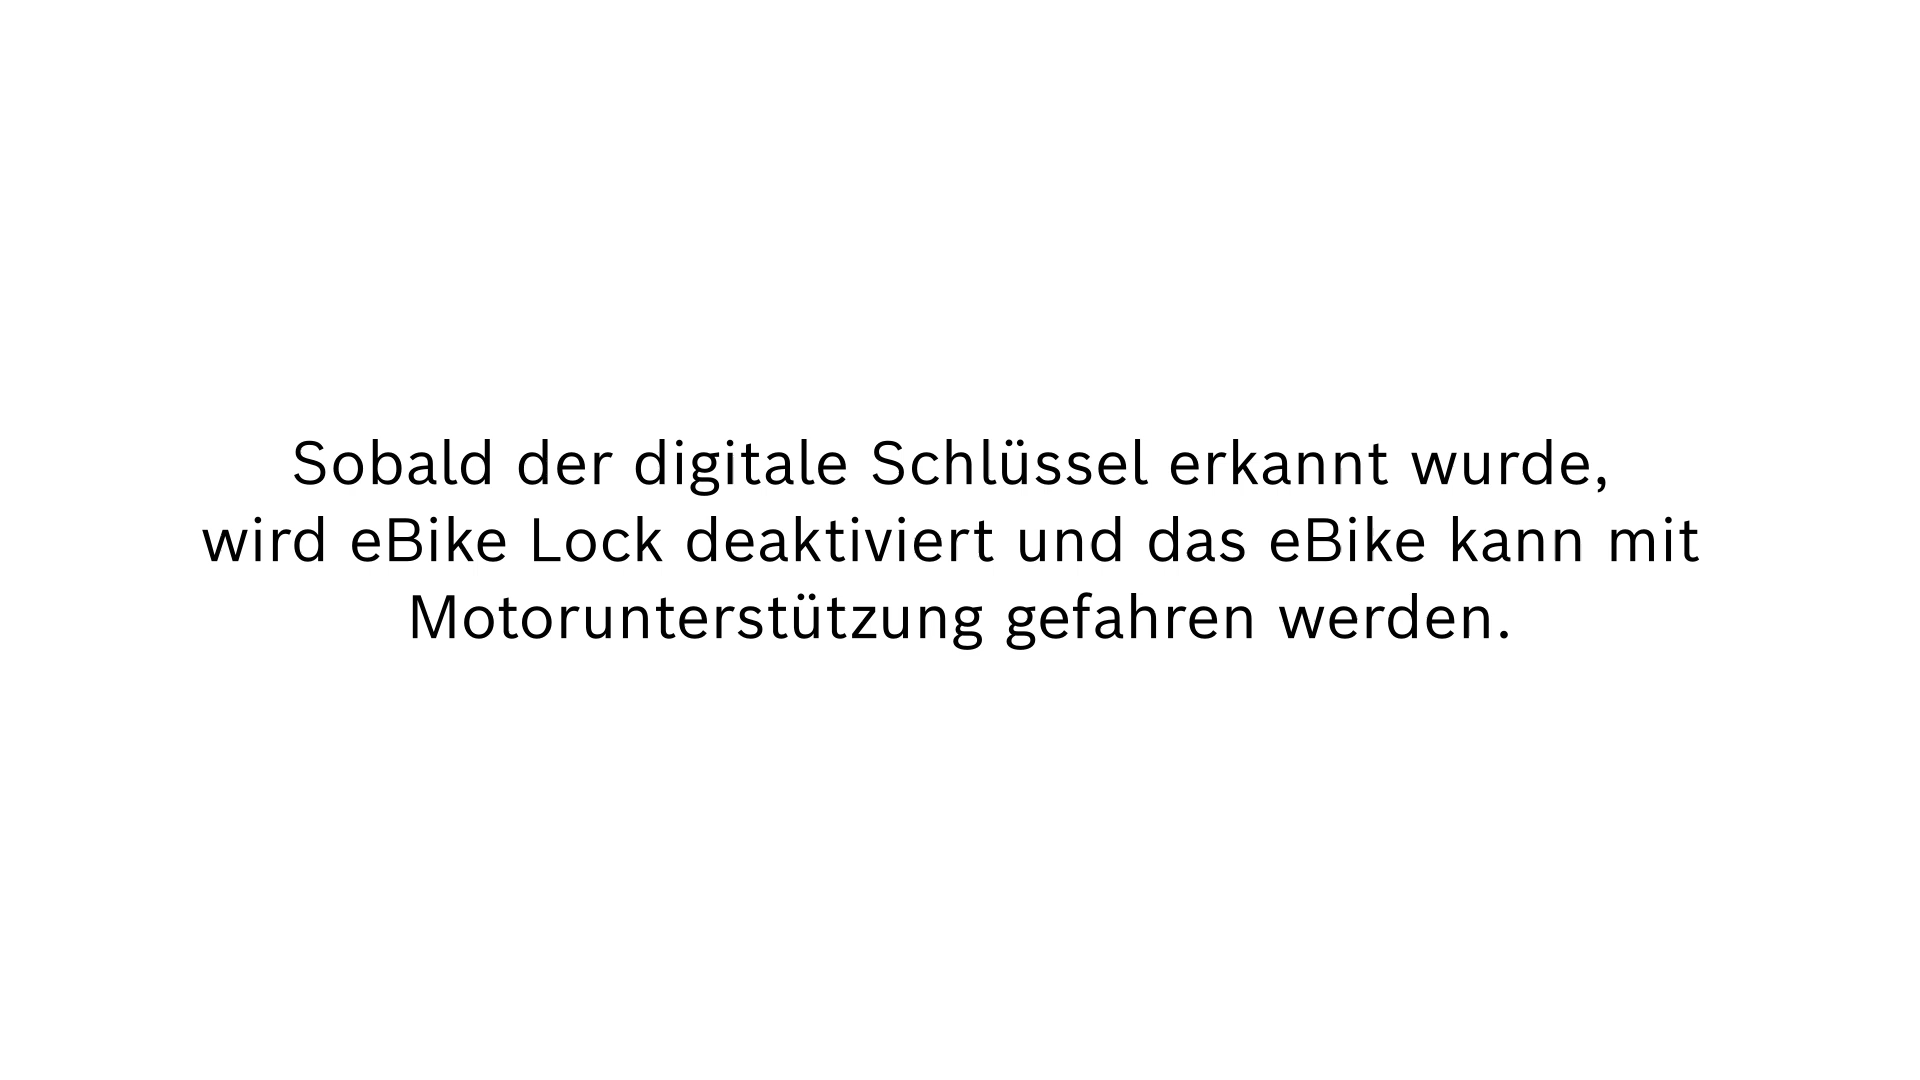 Sobald der digitale Schlüssel erkannt wurde,
wird eBike Lock deaktiviert und das eBike kann mit
Motorunterstützung gefahren werden.